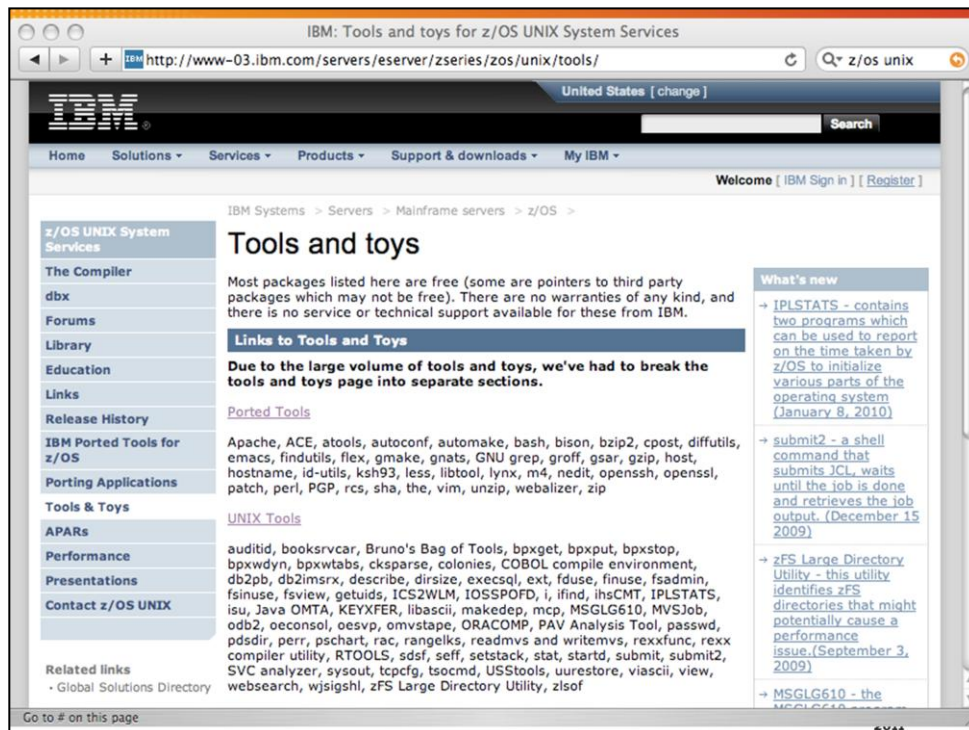 IBM: Tools and toys for z/OS UNIX System Services
IBM http://www-03.ibm.com/servers/eserver/zseries/zos/unix/tools/
z/os unix
United States [ change ]
IBM®
Search
Home Solutions Services Products Support & downloads My IBM
Welcome [ IBM Sign in ] [ Register ]
IBM Systems > Servers > Mainframe servers > z/OS >
z/OS UNIX System
Services
The Compiler
dbx
Forums
Library
Education
Links
Release History
IBM Ported Tools for
z/OS
Porting Applications
Tools & Toys
APARs
Performance
Presentations
Contact z/OS UNIX
Related links
· Global Solutions Directory
Tools and toys
Most packages listed here are free (some are pointers to third party
packages which may not be free). There are no warranties of any kind, and
there is no service or technical support available for these from IBM.
Links to Tools and Toys
Due to the large volume of tools and toys, we've had to break the
tools and toys page into separate sections.
Ported Tools
Apache, ACE, atools, autoconf, automake, bash, bison, bzip2, cpost, diffutils,
emacs, findutils, flex, gmake, gnats, GNU grep, groff, gsar, gzip, host,
hostname, id-utils, ksh93, less, libtool, lynx, m4, nedit, openssh, openssl,
patch, perl, PGP, rcs, sha, the, vim, unzip, webalizer, zip
UNIX Tools
auditid, booksrvcar, Bruno's Bag of Tools, bpxget, bpxput, bpxstop,
bpxwdyn, bpxwtabs, cksparse, colonies, COBOL compile environment,
db2pb, db2imsrx, describe, dirsize, execsql, ext, fduse, finuse, fsadmin,
fsinuse, fsview, getuids, ICS2WLM, IOSSPOFD, i, ifind, ihsCMT, IPLSTATS,
isu, Java OMTA, KEYXFER, libascii, makedep, mcp, MSGLG610, MVSJob,
odb2, oeconsol, oesvp, omvstape, ORACOMP, PAV Analysis Tool, passwd,
pdsdir, perr, pschart, rac, rangelks, readmvs and writemvs, rexxfunc, rexx
compiler utility, RTOOLS, sdsf, seff, setstack, stat, startd, submit, submit2,
SVC analyzer, sysout, tcpcfg, tsocmd, USStools, uurestore, viascii, view,
websearch, wjsigshl, zFS Large Directory Utility, zlsof
What's new
→ IPLSTATS - contains
two programs which
can be used to report
on the time taken by
z/OS to initialize
various parts of the
operating system
(January 8, 2010)
→ submit2 - a shell
command that
submits JCL, waits
until the job is done
and retrieves the job
output. (December 15
2009)
→ zFS Large Directory
Utility - this utility
identifies zFS
directories that might
potentially cause a
performance
issue.(September 3,
2009)
→ MSGLG610 - the
MSGLG610 program
Go to # on this page
2011